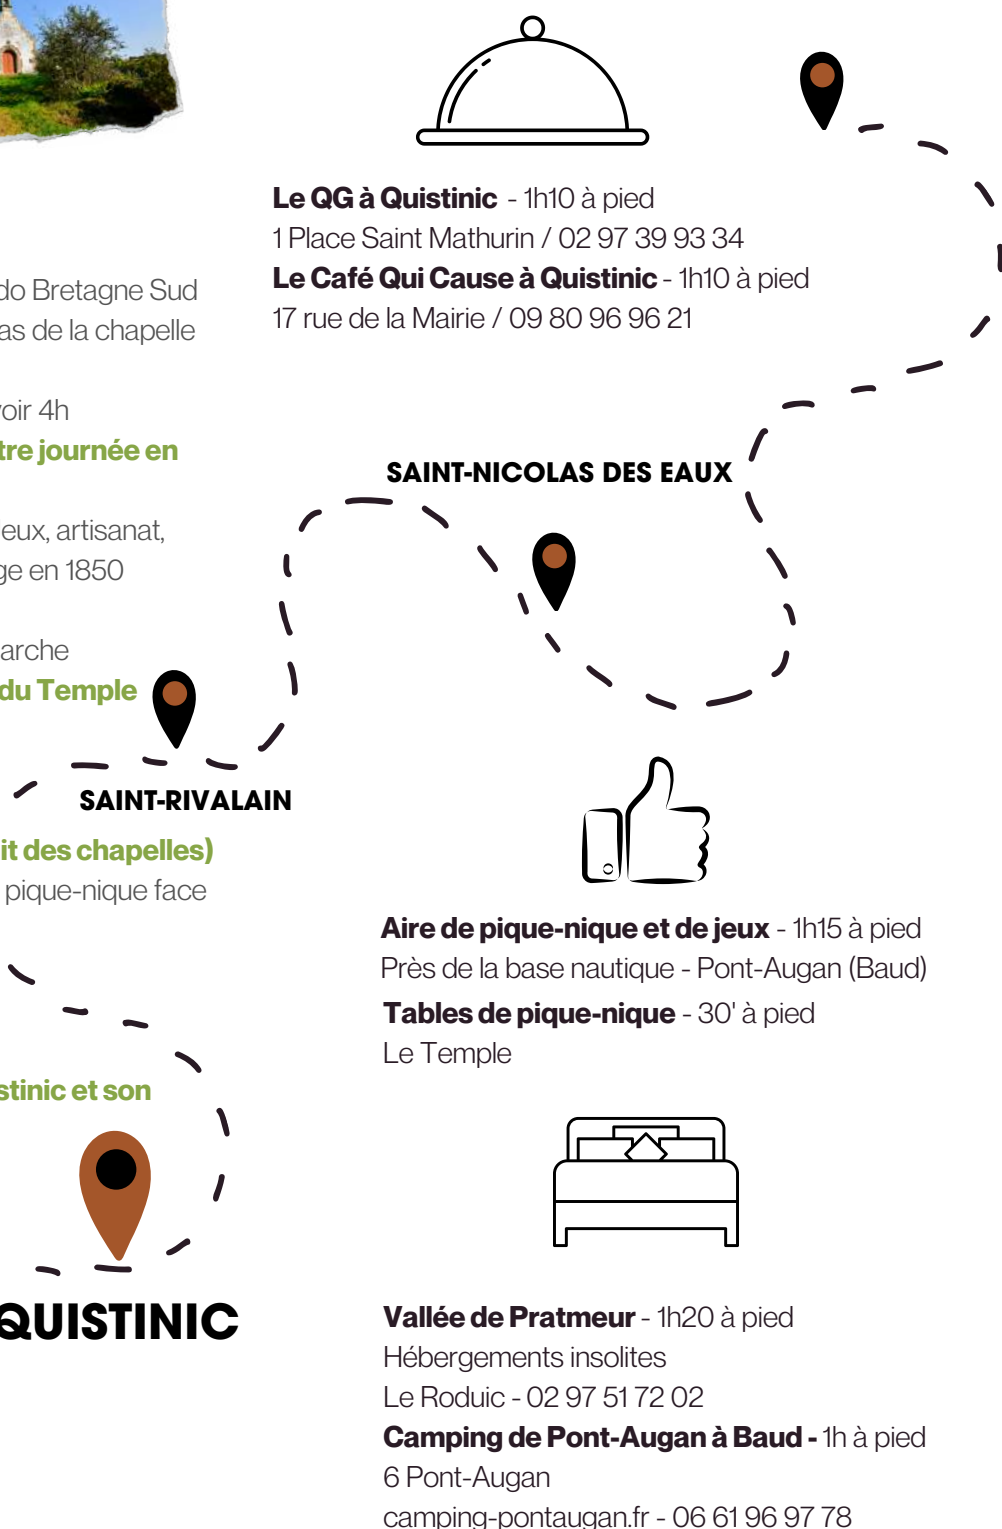 Le QG à Quistinic - 1h10 à pied
1 Place Saint Mathurin / 02 97 39 93 34
Le Café Qui Cause à Quistinic - 1h10 à pied
17 rue de la Mairie / 09 80 96 96 21
do Bretagne Sud
as de la chapelle
voir 4h
tre journée en
eux, artisanat,
ge en 1850
arche
du Temple
SAINT-NICOLAS DES EAUX
SAINT-RIVALAIN
it des chapelles)
pique-nique face
stinic et son
QUISTINIC
Aire de pique-nique et de jeux - 1h15 à pied
Près de la base nautique - Pont-Augan (Baud)
Tables de pique-nique - 30' à pied
Le Temple
Vallée de Pratmeur - 1h20 à pied
Hébergements insolites
Le Roduic - 02 97 51 72 02
Camping de Pont-Augan à Baud - 1h à pied
6 Pont-Augan
camping-pontaugan.fr - 06 61 96 97 78